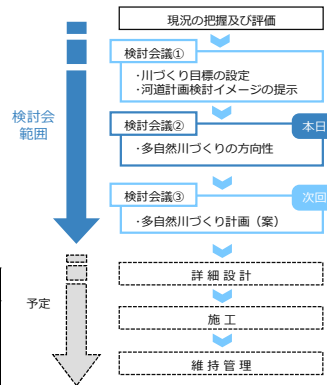 現況の把握及び評価
検討会議①
・川づくり目標の設定
・河道計画検討イメージの提示
検討会
範囲
検討会議②
本日
・多自然川づくりの方向性
検討会議③
次回
・多自然川づくり計画（案）
詳細設計
予定
施工
維持管理